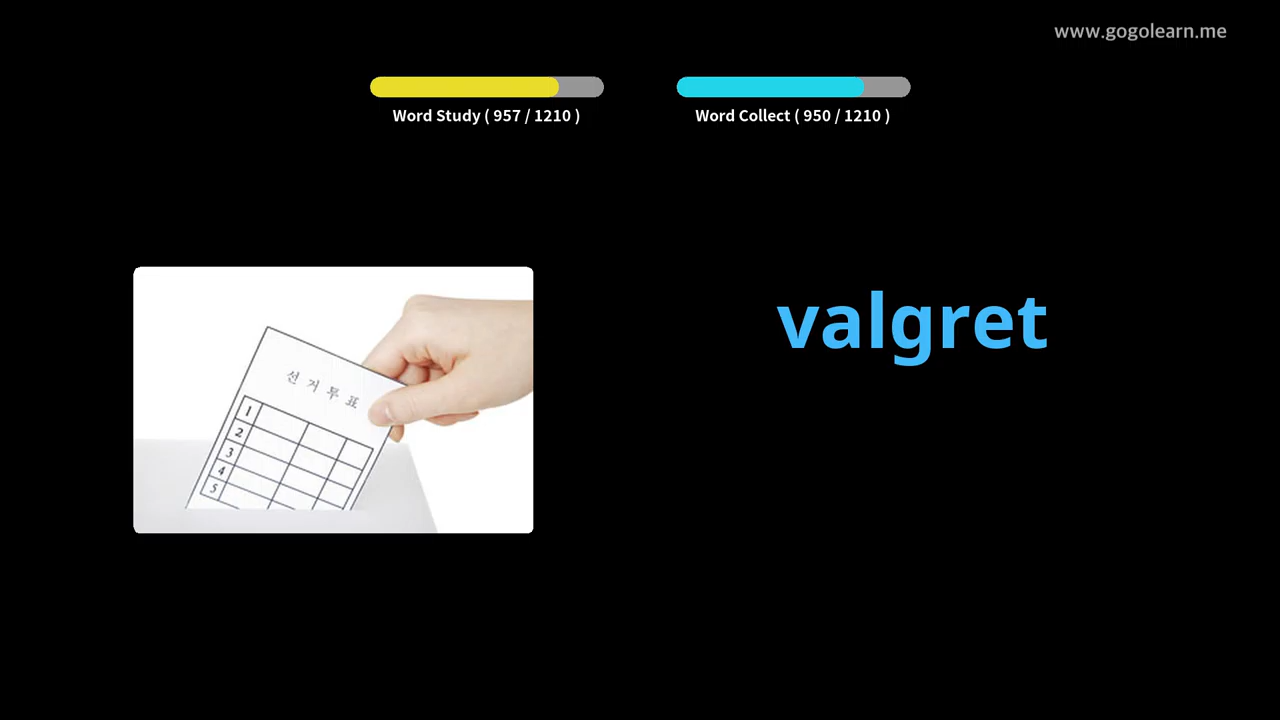 www.gogolearn.me
Word Study ( 957 / 1210 )
Word Collect ( 950 / 1210 )
valgret
선거투표
1
2
3
4
5